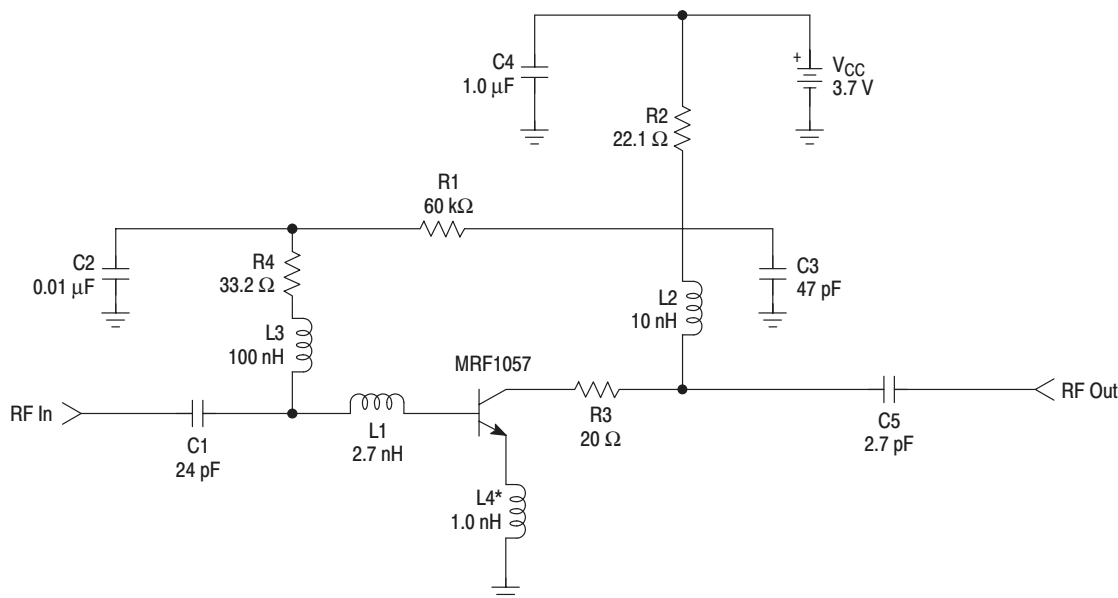 C4
1.0 μF
+
VCC
3.7 V
R2
22.1 Ω
R1
60 kΩ
C2
0.01 μF
R4
33.2 Ω
C3
47 pF
L2
10 nH
L3
100 nH
MRF1057
RF In
C1
24 pF
L1
2.7 nH
R3
20 Ω
C5
2.7 pF
RF Out
L4*
1.0 nH